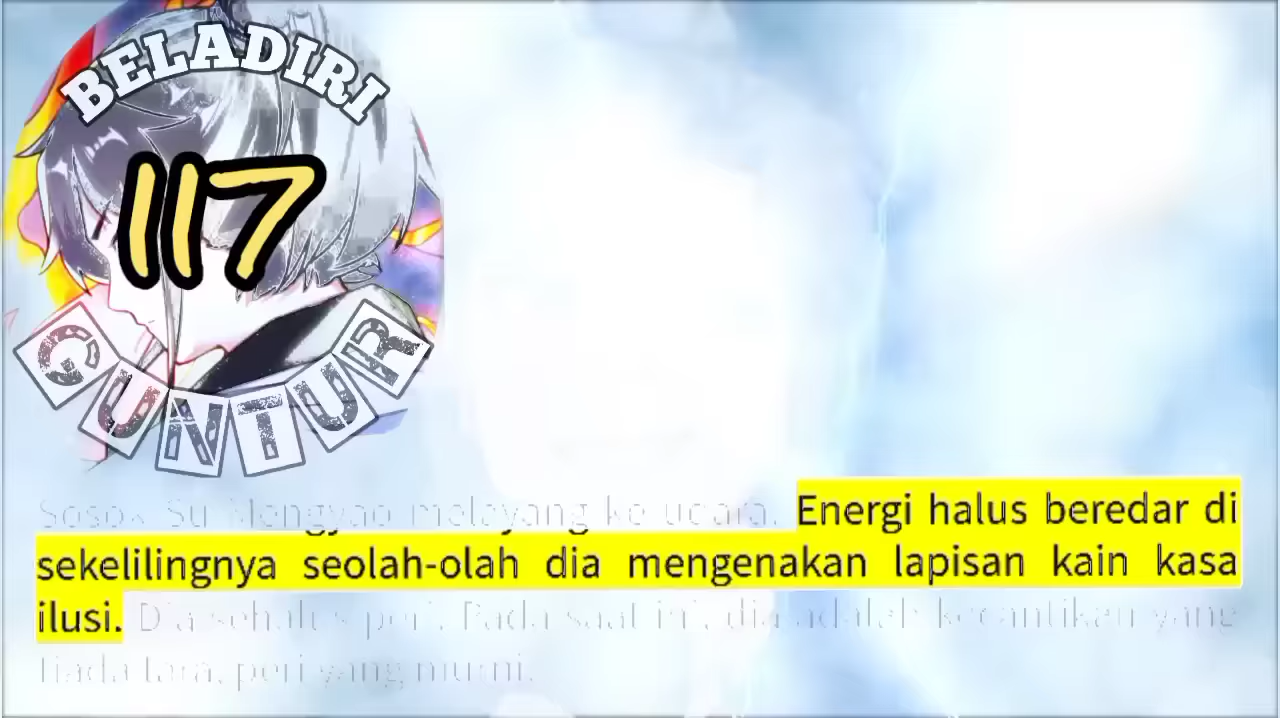 BELADIRI
117
GUNTUR
Sosok Su Mengyao melayang ke udara. Energi halus beredar di
sekelilingnya seolah-olah dia mengenakan lapisan kain kasa
ilusi. Dia sehalus peri. Pada saat ini, dia adalah kecantikan yang
tiada tara, peri yang murni.